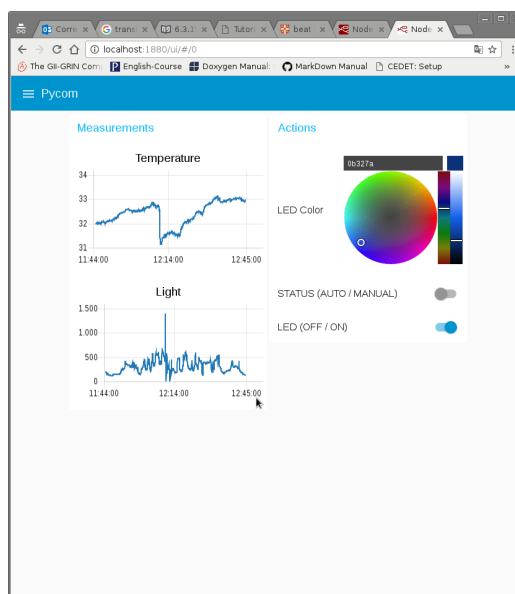 Corre
transi
6.3.1
Tutori
beat
Node
Node
localhost:1880/ui/#/0
The GII-GRIN Com
English-Course
Doxygen Manual:
MarkDown Manual
CEDET: Setup
»
Pycom
Measurements
Temperature
34
33
32
31
11:44:00
12:14:00
12:45:00
Light
1.500
1.000
500
0
11:44:00
12:14:00
12:45:00
Actions
0b327a
LED Color
STATUS (AUTO / MANUAL)
LED (OFF / ON)